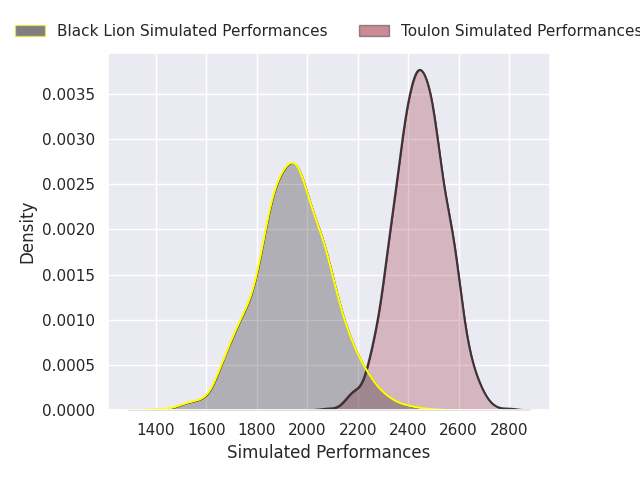 Black Lion Simulated Performances Toulon Simulated Performances
0.0035
0.0030
0.0025
0.0020
0.0015
0.0010
0.0005
0.0000
Density
1400 1600 1800 2000 2200 2400 2600 2800
Simulated Performances